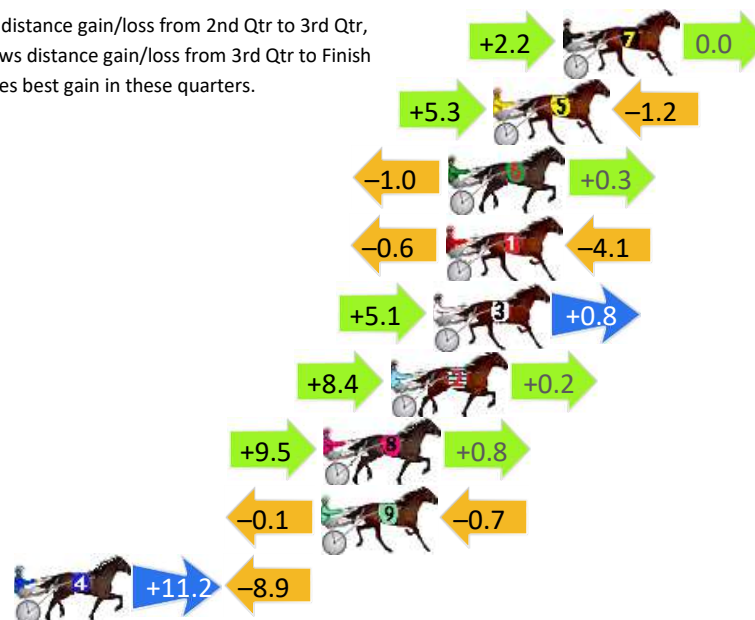 distance gain/loss from 2nd Qtr to 3rd Qtr,
ws distance gain/loss from 3rd Qtr to Finish
es best gain in these quarters.
+2.2 7 0.0
+5.3 5 –1.2
–1.0 +0.3
–0.6 1 –4.1
+5.1 3 +0.8
+8.4 2 +0.2
+9.5 8 +0.8
–0.1 9 –0.7
4 +11.2 –8.9